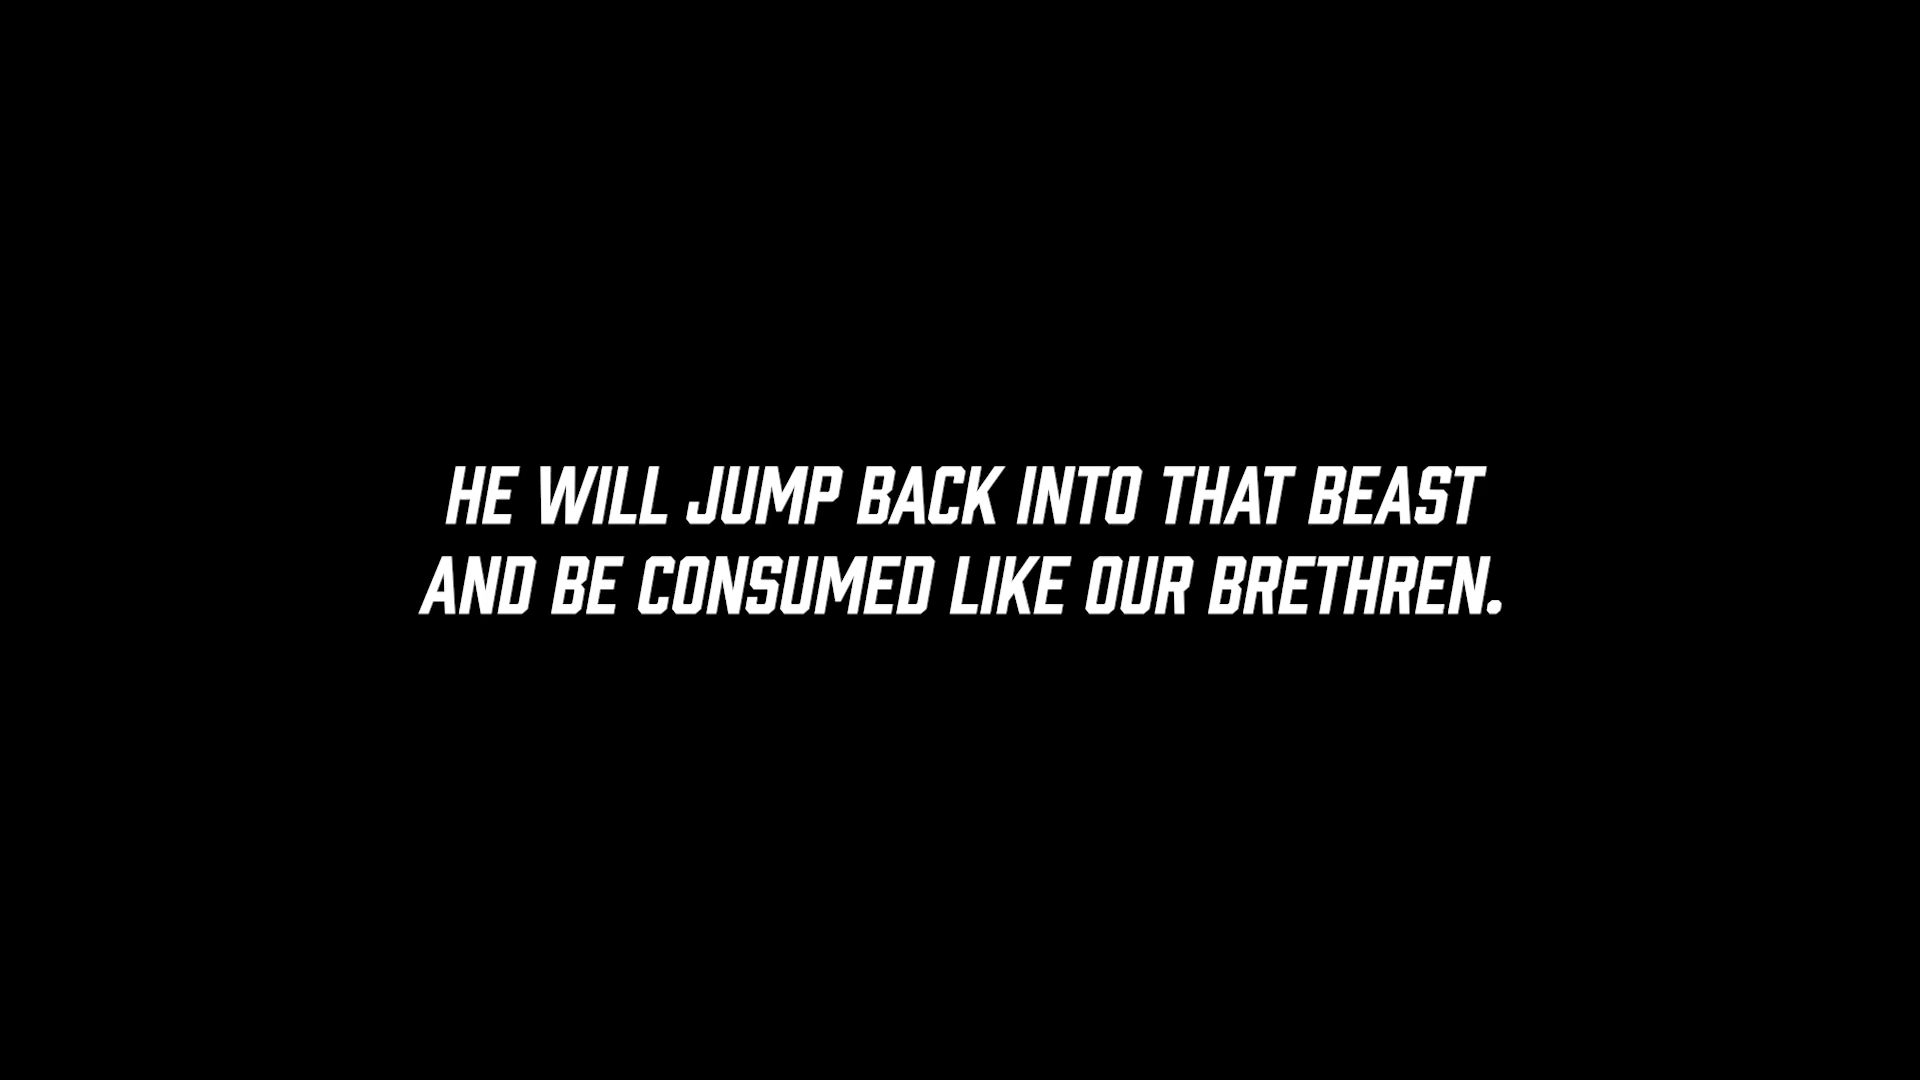 HE WILL JUMP BACK INTO THAT BEAST
AND BE CONSUMED LIKE OUR BRETHREN.